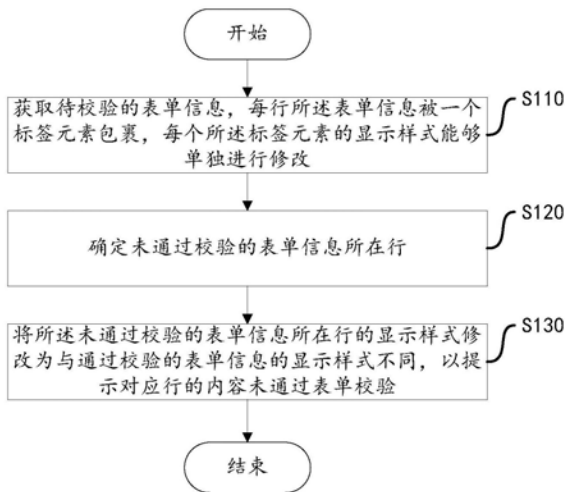 开始
获取待校验的表单信息，每行所述表单信息被一个
标签元素包裹，每个所述标签元素的显示样式能够
单独进行修改
S110
确定未通过校验的表单信息所在行
S120
将所述未通过校验的表单信息所在行的显示样式修
改为与通过校验的表单信息的显示样式不同，以提
示对应行的内容未通过表单校验
S130
结束